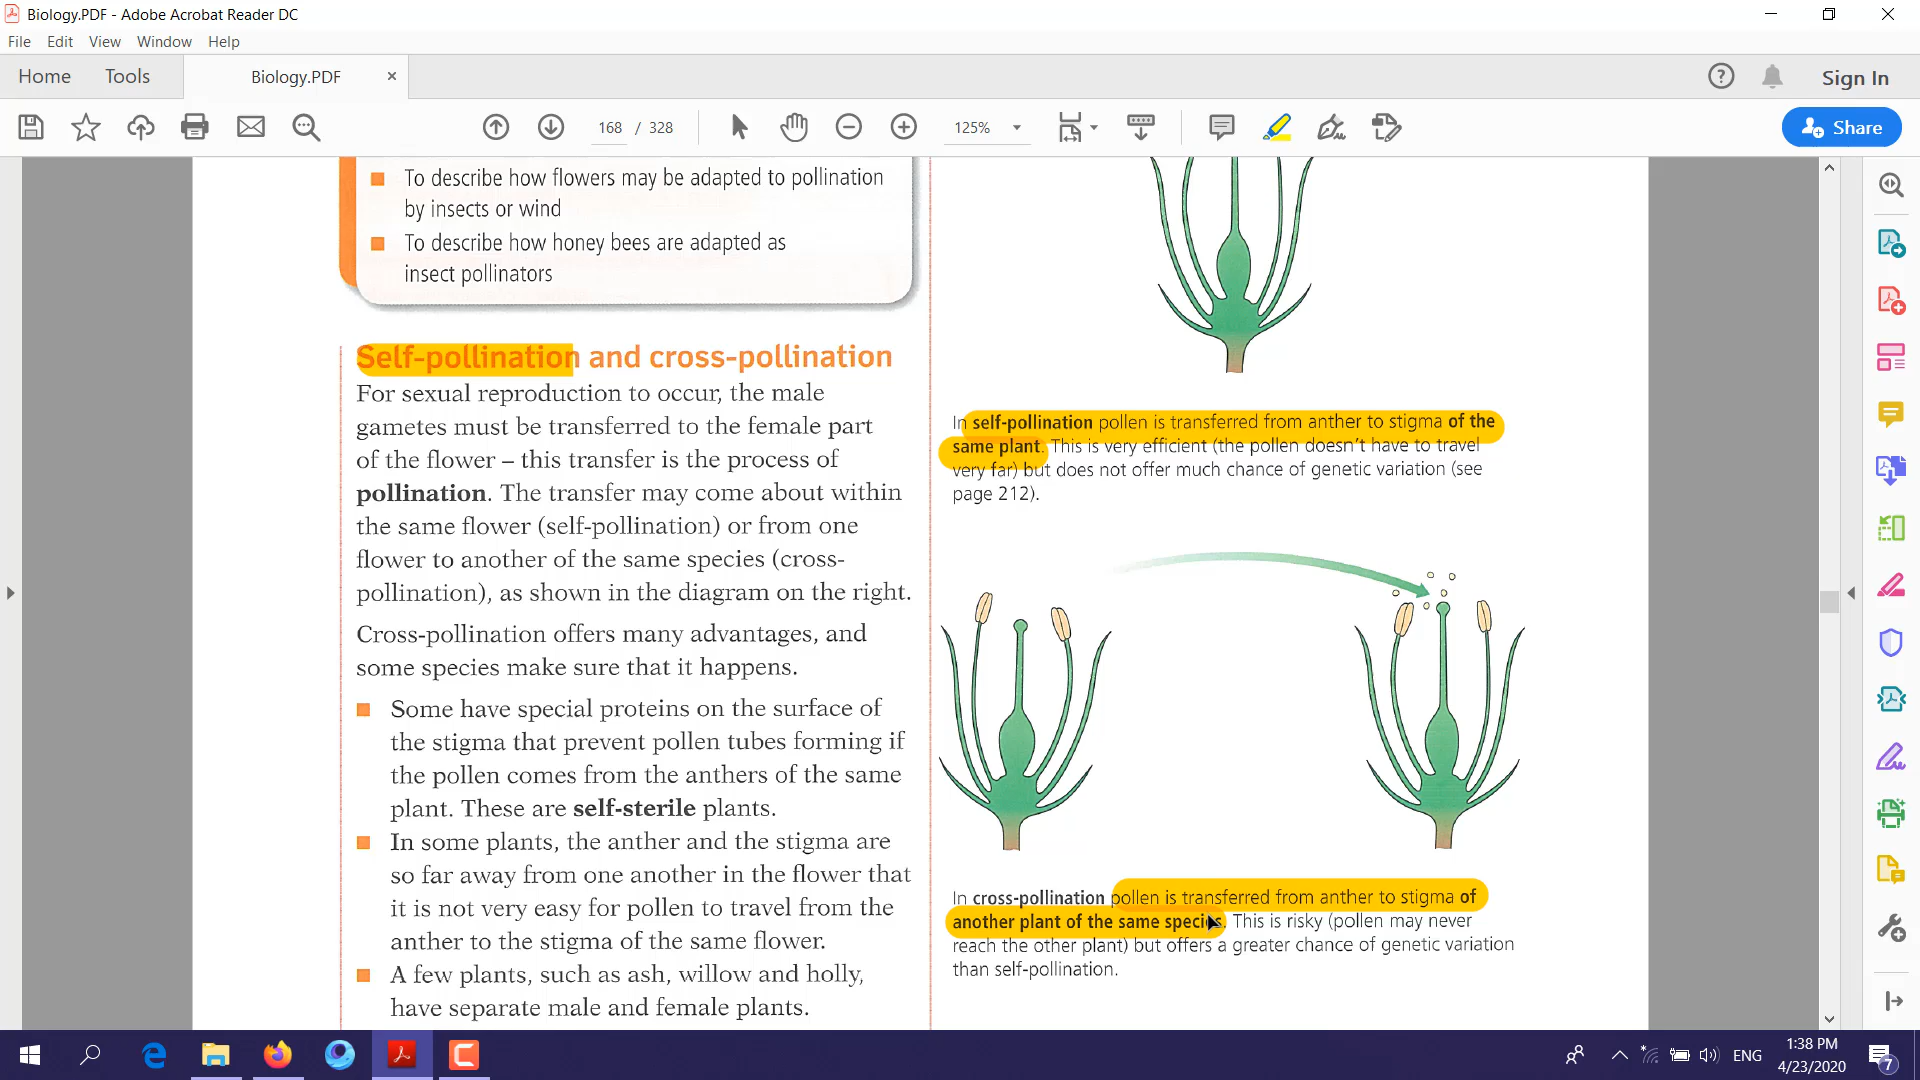 Biology.PDF - Adobe Acrobat Reader DC
File Edit View Window Help
Home Tools Biology.PDF × Sign In
168 / 328 125% Share
To describe how flowers may be adapted to pollination
by insects or wind
To describe how honey bees are adapted as
insect pollinators
Self-pollination and cross-pollination
For sexual reproduction to occur, the male
gametes must be transferred to the female part
of the flower – this transfer is the process of
pollination. The transfer may come about within
the same flower (self-pollination) or from one
flower to another of the same species (cross-
pollination), as shown in the diagram on the right.
Cross-pollination offers many advantages, and
some species make sure that it happens.
Some have special proteins on the surface of
the stigma that prevent pollen tubes forming if
the pollen comes from the anthers of the same
plant. These are self-sterile plants.
In some plants, the anther and the stigma are
so far away from one another in the flower that
it is not very easy for pollen to travel from the
anther to the stigma of the same flower.
A few plants, such as ash, willow and holly,
have separate male and female plants.
In self-pollination pollen is transferred from anther to stigma of the
same plant. This is very efficient (the pollen doesn't have to travel
very far) but does not offer much chance of genetic variation (see
page 212).
In cross-pollination pollen is transferred from anther to stigma of
another plant of the same species. This is risky (pollen may never
reach the other plant) but offers a greater chance of genetic variation
than self-pollination.
ENG
1:38 PM
4/23/2020
7